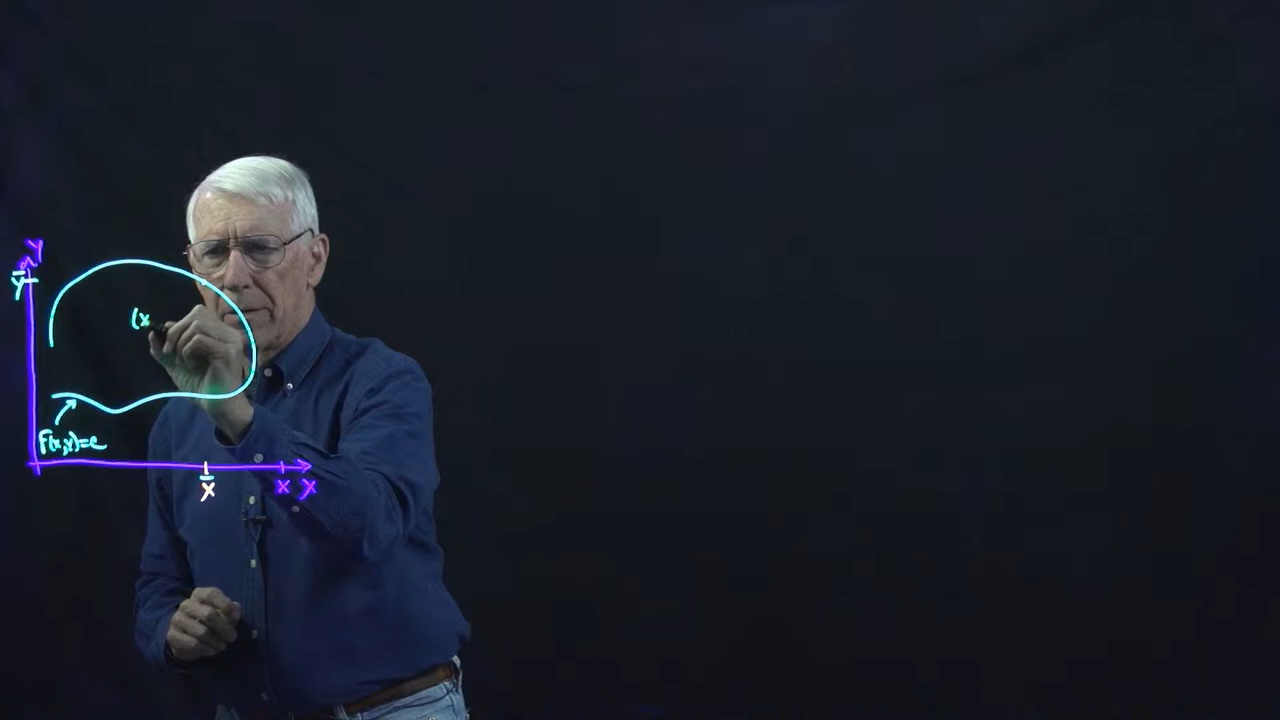 y
ȳ
(x
F(x,y)=c
x̄
x x